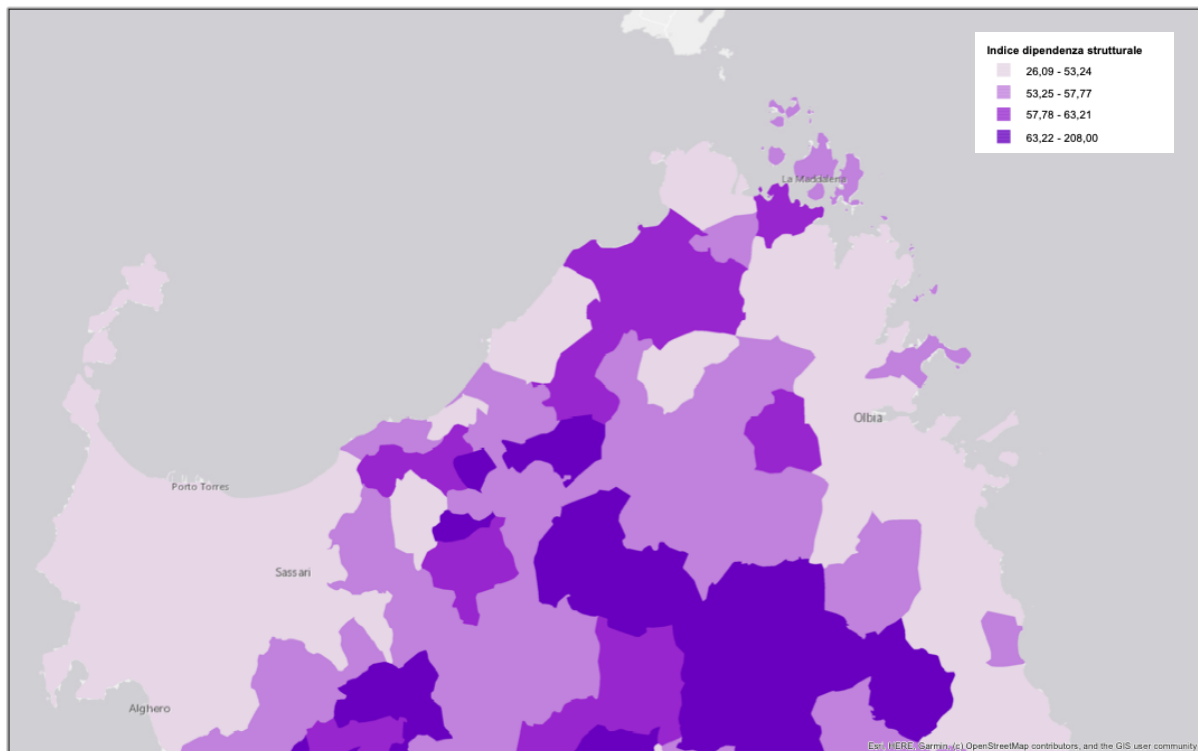 Indice dipendenza strutturale
26,09 - 53,24
53,25 - 57,77
57,78 - 63,21
63,22 - 208,00
La Maddalena
Olbia
Porto Torres
Sassari
Alghero
Esri, HERE, Garmin, (c) OpenStreetMap contributors, and the GIS user community